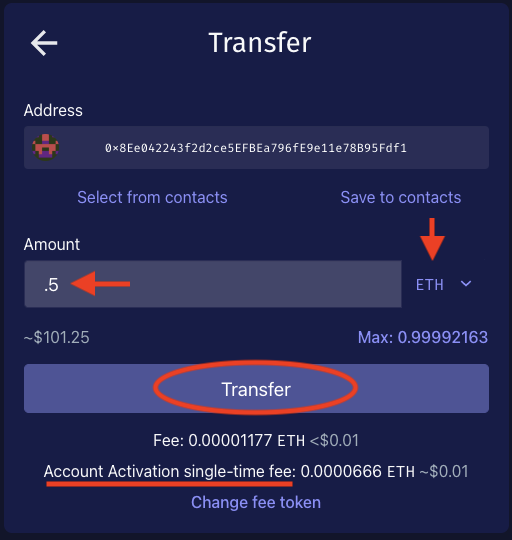 Transfer
Address
0x8Ee042243f2d2ce5EFBEa796fE9e11e78B95Fdf1
Select from contacts
Save to contacts
Amount
.5
ETH
~$101.25
Max: 0.99992163
Transfer
Fee: 0.00001177 ETH <$0.01
Account Activation single-time fee: 0.0000666 ETH ~$0.01
Change fee token